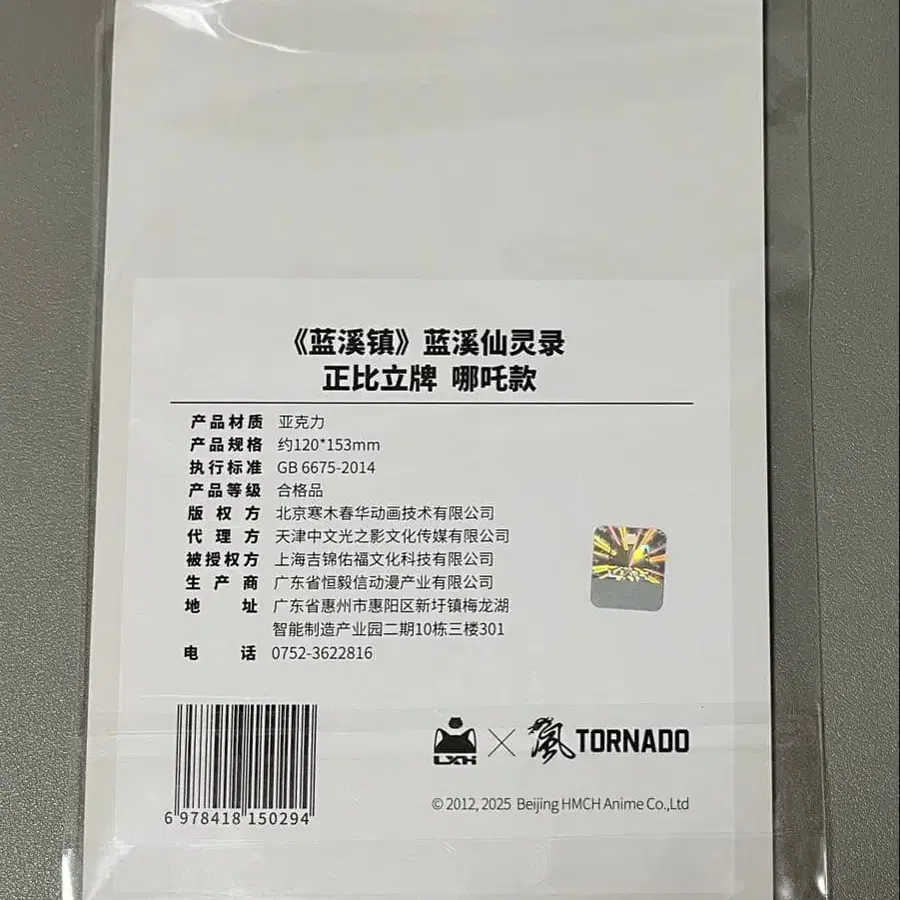 《蓝溪镇》蓝溪仙灵录
正比立牌 哪吒款
产品材质 亚克力
产品规格 约120*153mm
执行标准 GB 6675-2014
产品等级 合格品
版权方 北京寒木春华动画技术有限公司
代理方 天津中文光之影文化传媒有限公司
被授权方 上海吉锦佑福文化科技有限公司
生产商 广东省恒毅信动漫产业有限公司
地址 广东省惠州市惠阳区新圩镇梅龙湖
智能制造产业园二期10栋三楼301
电话 0752-3622816
LXH × 風 TORNADO
© 2012, 2025 Beijing HMCH Anime Co.,Ltd
6 978418 150294